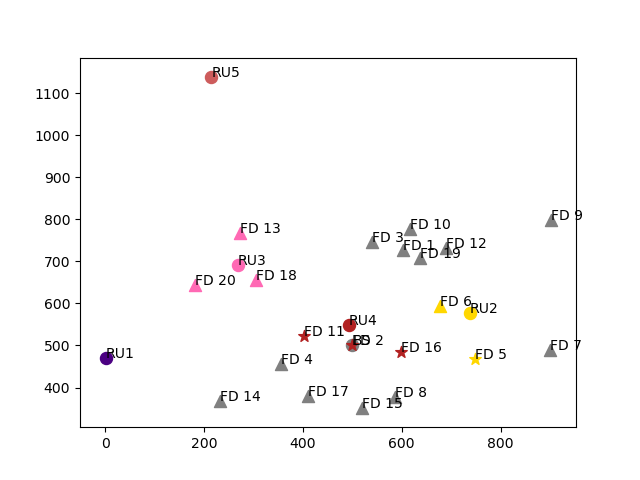 1100
1000
900
800
700
600
500
400
0
200
400
600
800
RU5
FD 9
FD 13
FD 10
FD 3
FD 1
FD 12
FD 19
RU3
FD 18
FD 20
FD 6
RU2
RU4
FD 11
FD 2
FD 16
FD 7
RU1
FD 5
FD 4
FD 17
FD 8
FD 14
FD 15